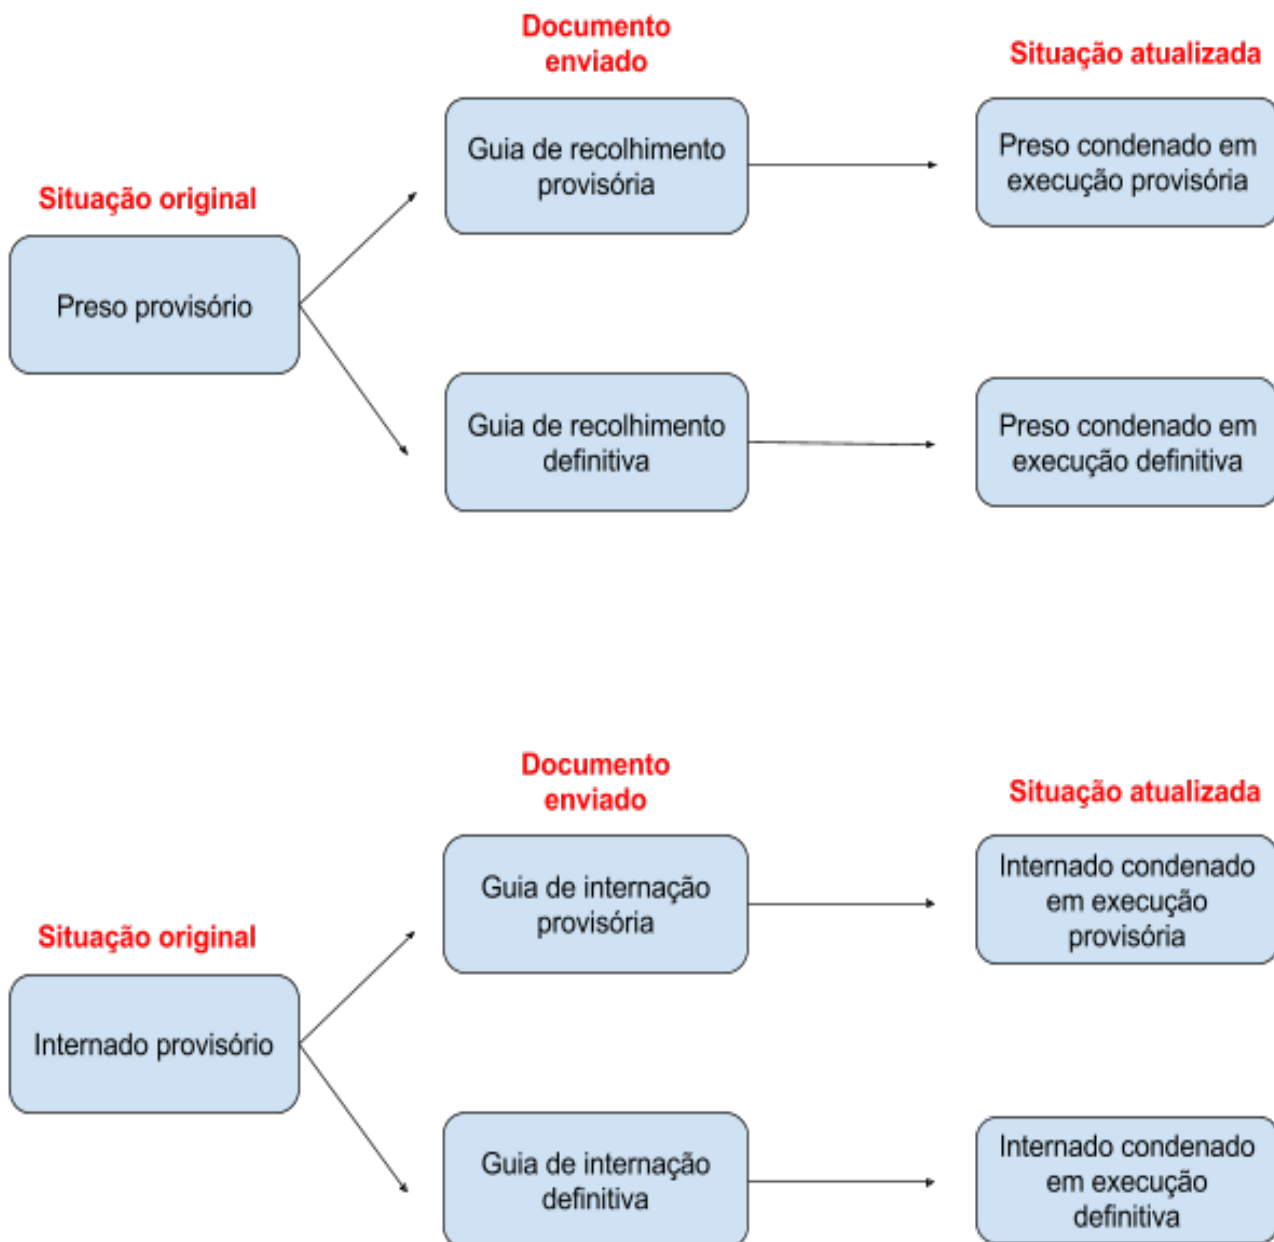 Documento
enviado
Situação atualizada
Guia de recolhimento
provisória
Preso condenado em
execução provisória
Situação original
Preso provisório
Guia de recolhimento
definitiva
Preso condenado em
execução definitiva
Documento
enviado
Situação atualizada
Guia de internação
provisória
Internado condenado
em execução
provisória
Situação original
Internado provisório
Guia de internação
definitiva
Internado condenado
em execução
definitiva